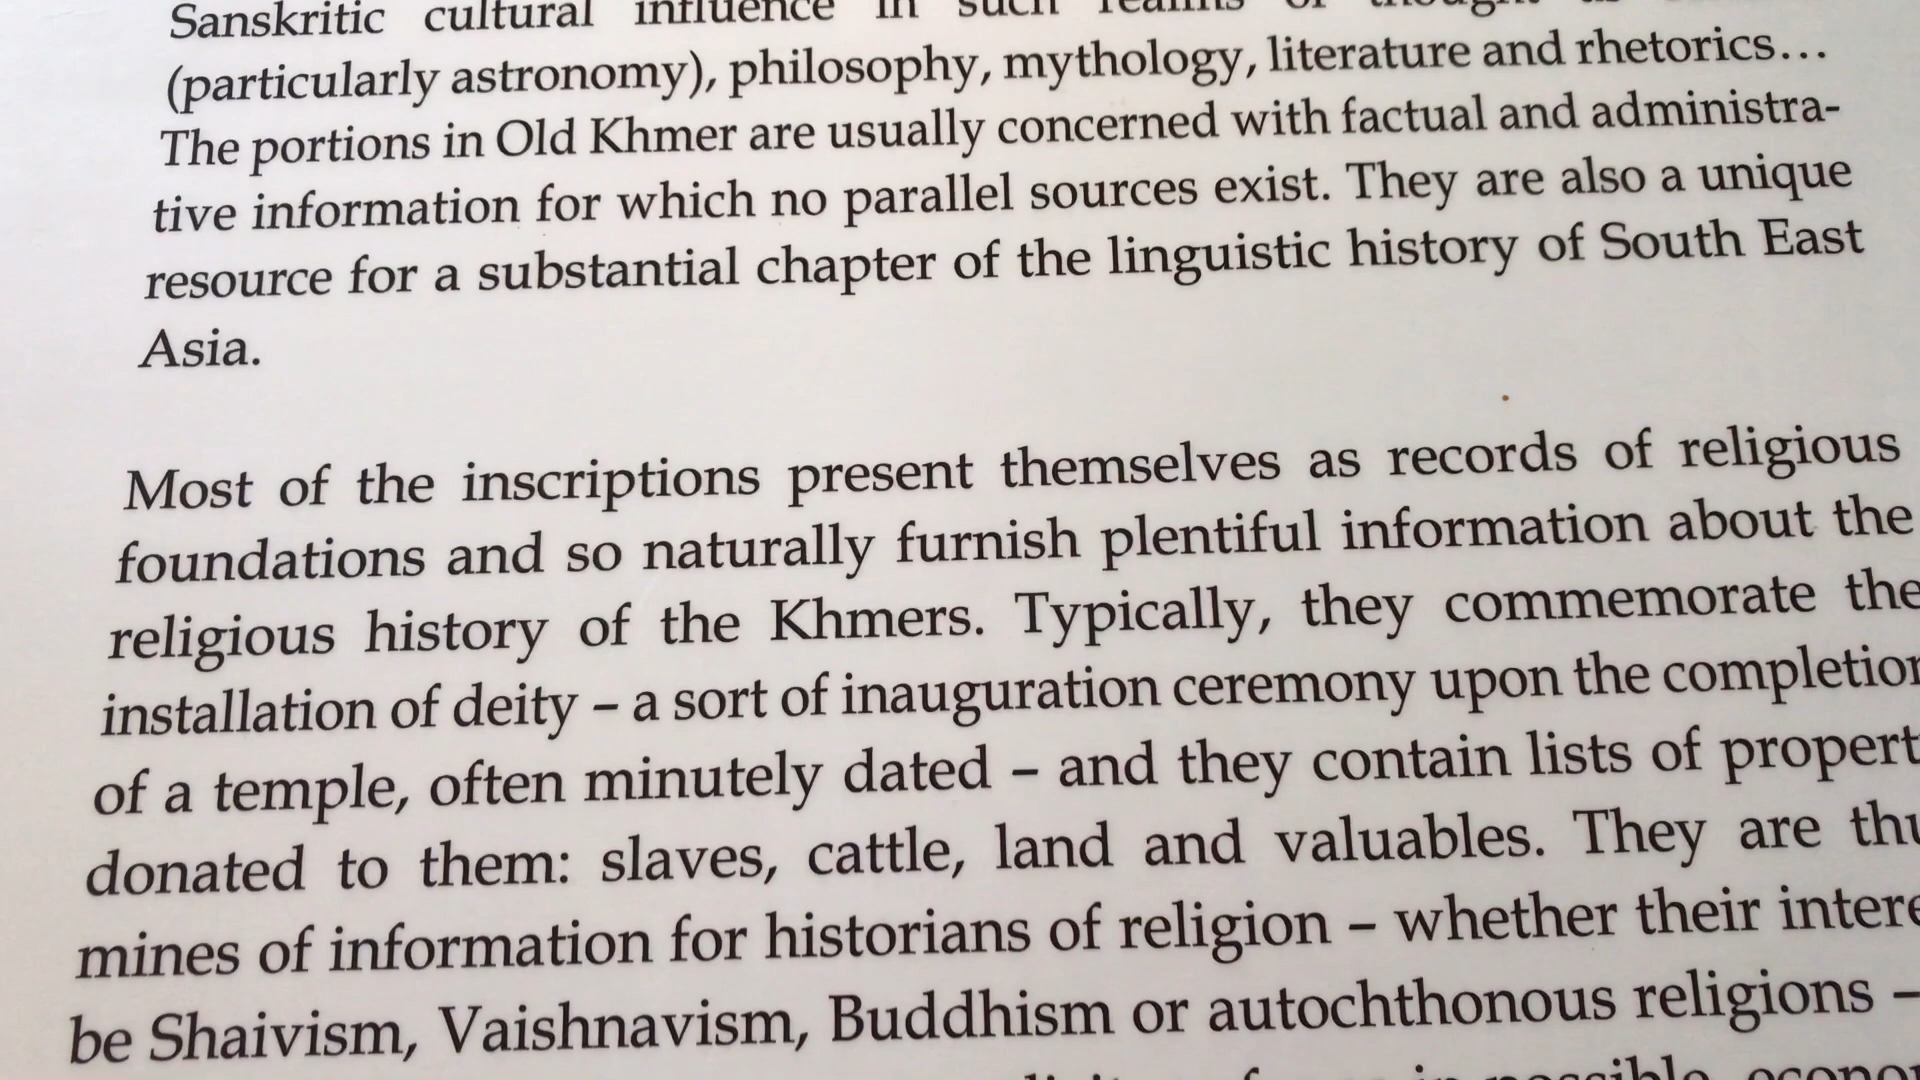 Sanskritic cultural influence in such realms of thought as
(particularly astronomy), philosophy, mythology, literature and rhetorics…
The portions in Old Khmer are usually concerned with factual and administra-
tive information for which no parallel sources exist. They are also a unique
resource for a substantial chapter of the linguistic history of South East
Asia.
Most of the inscriptions present themselves as records of religious
foundations and so naturally furnish plentiful information about the
religious history of the Khmers. Typically, they commemorate the
installation of deity – a sort of inauguration ceremony upon the completion
of a temple, often minutely dated – and they contain lists of propert
donated to them: slaves, cattle, land and valuables. They are thu
mines of information for historians of religion – whether their intere
be Shaivism, Vaishnavism, Buddhism or autochthonous religions –
in possible